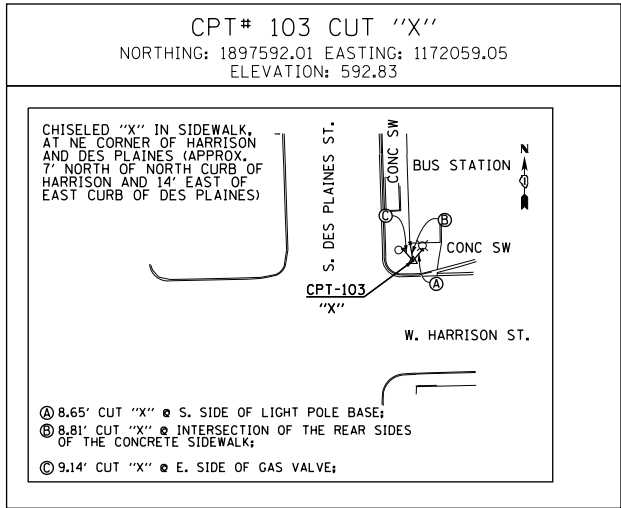 CPT# 103 CUT "X"
NORTHING: 1897592.01 EASTING: 1172059.05
ELEVATION: 592.83
CHISELED "X" IN SIDEWALK,
AT NE CORNER OF HARRISON
AND DES PLAINES (APPROX.
7' NORTH OF NORTH CURB OF
HARRISON AND 14' EAST OF
EAST CURB OF DES PLAINES)
S. DES PLAINES ST.
CONC SW
BUS STATION
N
C
B
CONC SW
A
CPT-103
"X"
W. HARRISON ST.
A 8.65' CUT "X" @ S. SIDE OF LIGHT POLE BASE;
B 8.81' CUT "X" @ INTERSECTION OF THE REAR SIDES
OF THE CONCRETE SIDEWALK;
C 9.14' CUT "X" @ E. SIDE OF GAS VALVE;